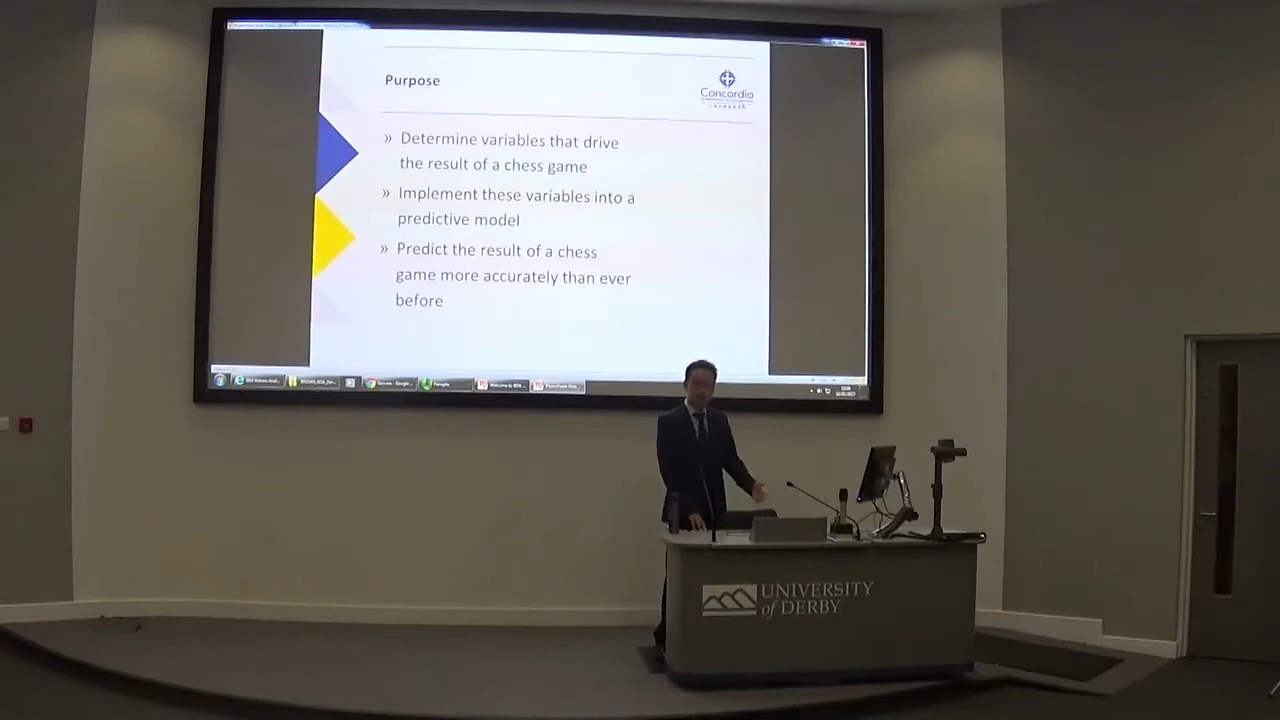 Purpose
Concordia
» Determine variables that drive
the result of a chess game
» Implement these variables into a
predictive model
» Predict the result of a chess
game more accurately than ever
before
UNIVERSITY
of DERBY